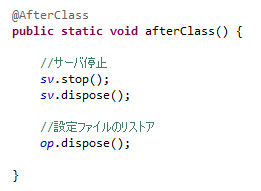 @AfterClass
public static void afterClass() {
//サーバ停止
sv.stop();
sv.dispose();
//設定ファイルのリストア
op.dispose();
}